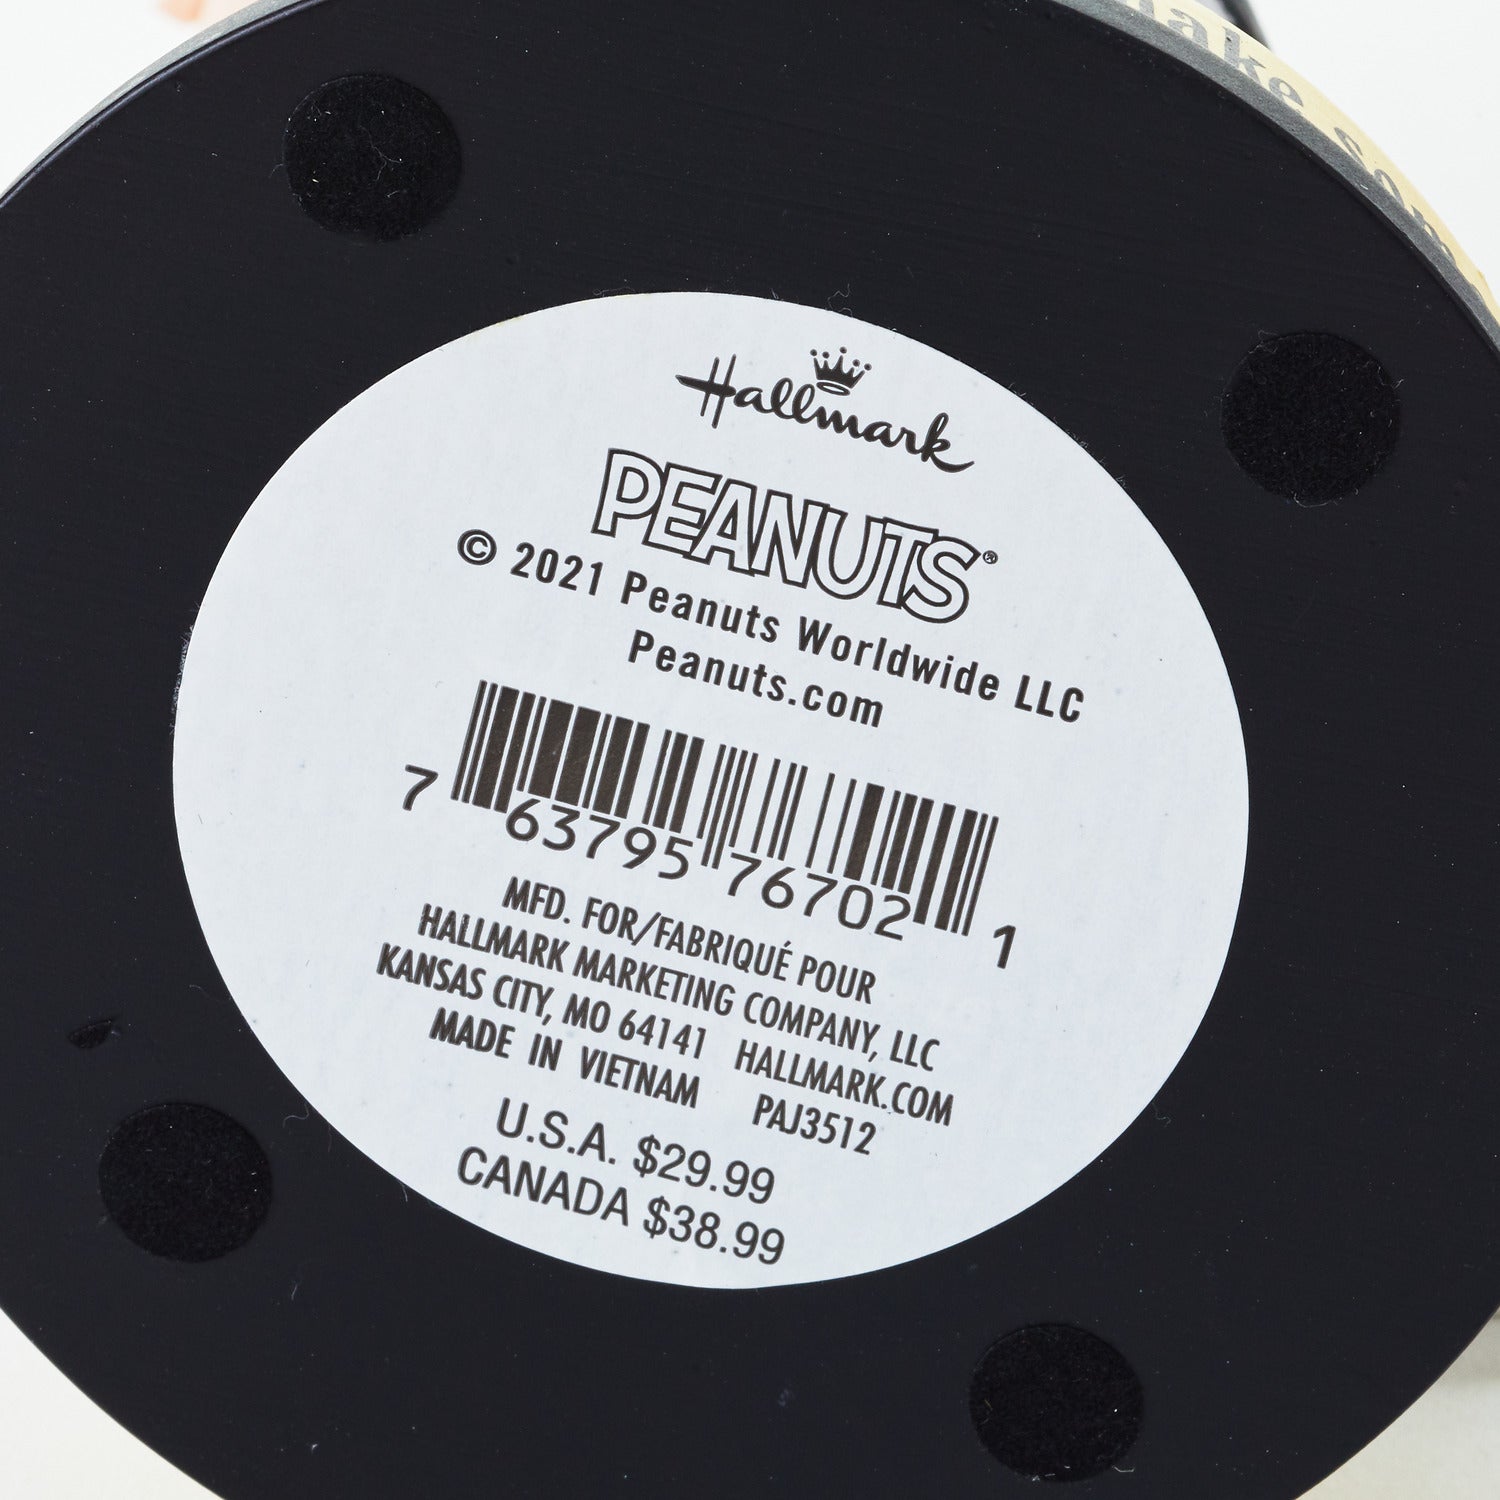 Hallmark
PEANUTS®
© 2021 Peanuts Worldwide LLC
Peanuts.com
7 63795 76702 1
MFD. FOR/FABRIQUÉ POUR
HALLMARK MARKETING COMPANY, LLC
KANSAS CITY, MO 64141 HALLMARK.COM
MADE IN VIETNAM PAJ3512
U.S.A. $29.99
CANADA $38.99